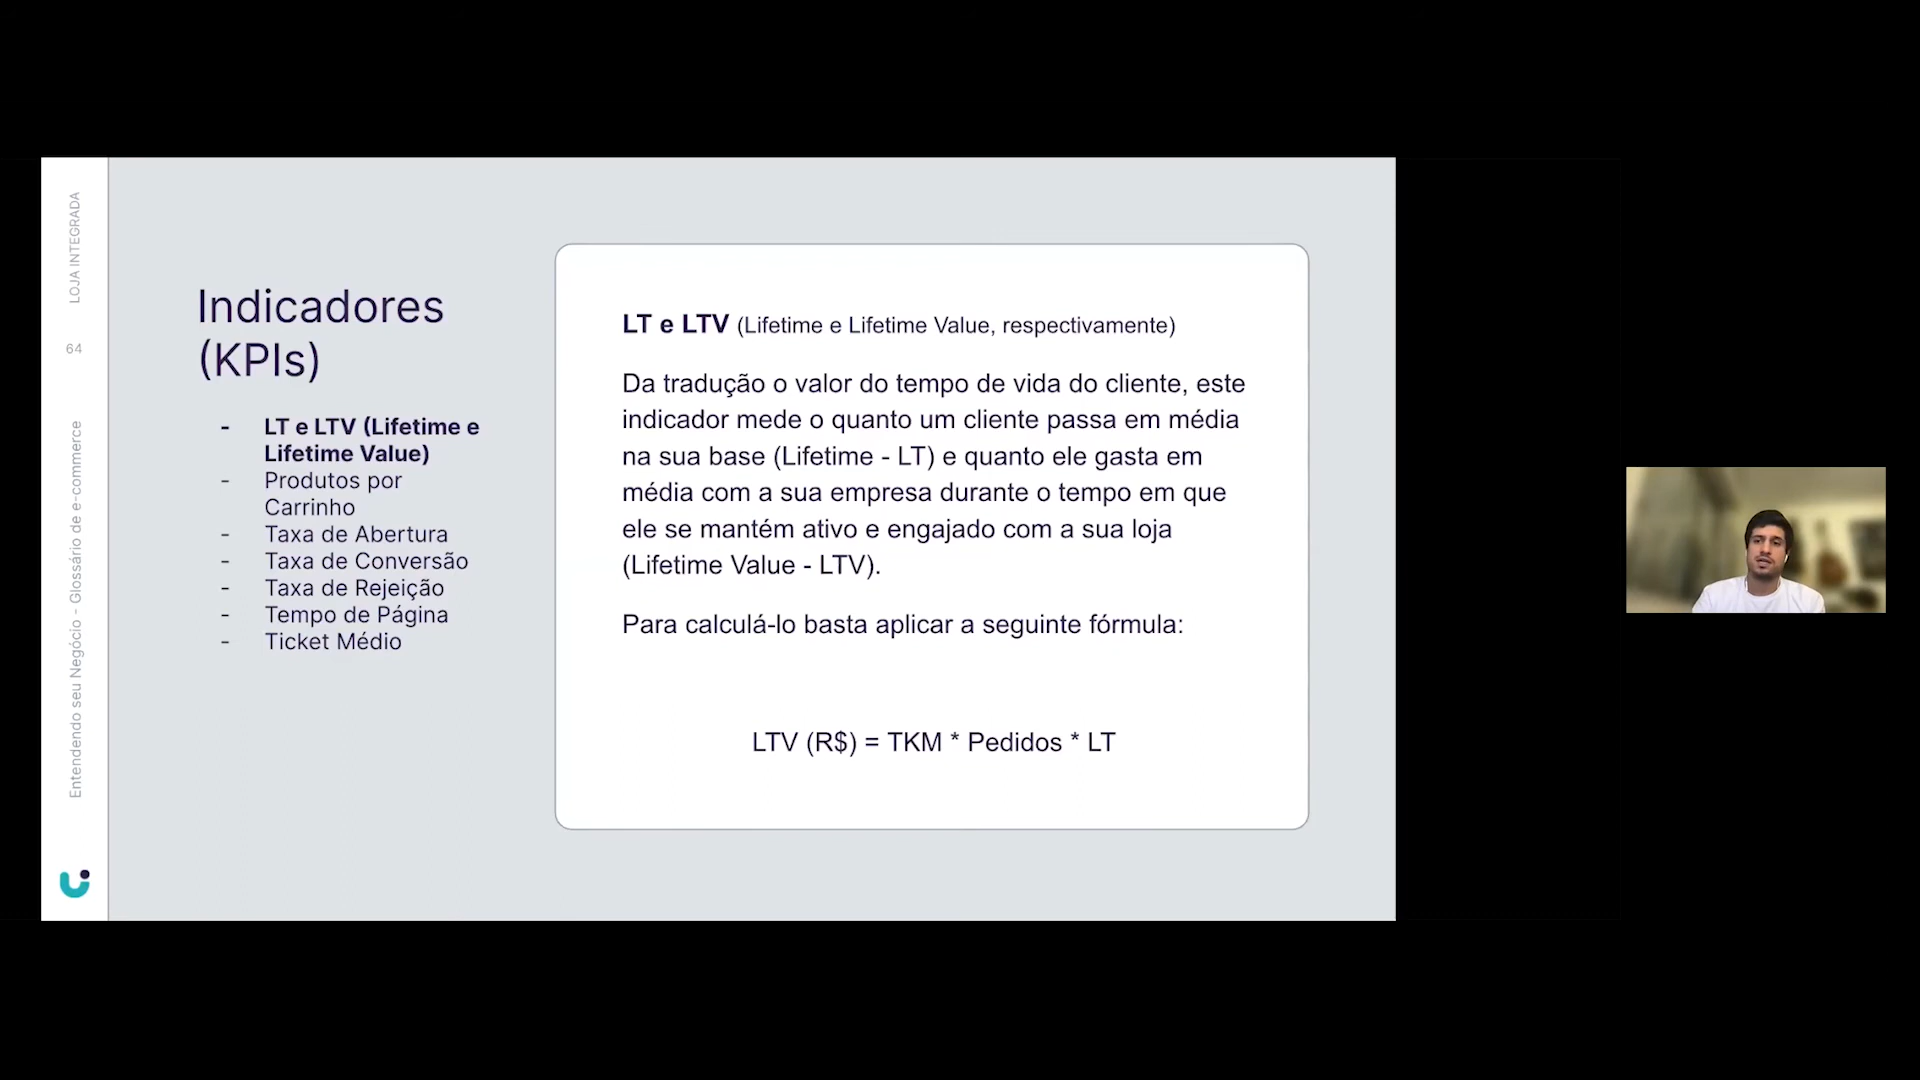 LOJA INTEGRADA
64
Entendendo seu Negócio - Glossário de e-commerce
Indicadores
(KPIs)
- LT e LTV (Lifetime e
Lifetime Value)
- Produtos por
Carrinho
- Taxa de Abertura
- Taxa de Conversão
- Taxa de Rejeição
- Tempo de Página
- Ticket Médio
LT e LTV (Lifetime e Lifetime Value, respectivamente)
Da tradução o valor do tempo de vida do cliente, este
indicador mede o quanto um cliente passa em média
na sua base (Lifetime - LT) e quanto ele gasta em
média com a sua empresa durante o tempo em que
ele se mantém ativo e engajado com a sua loja
(Lifetime Value - LTV).
Para calculá-lo basta aplicar a seguinte fórmula:
LTV (R$) = TKM * Pedidos * LT